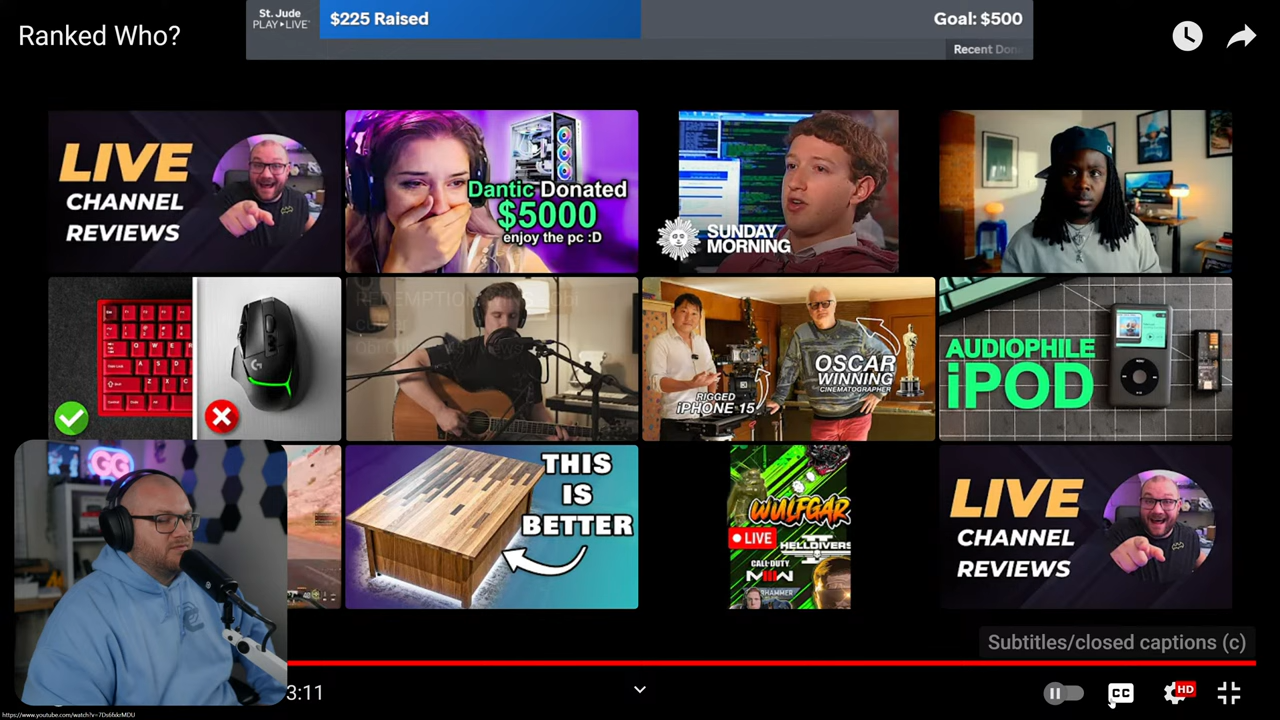 Ranked Who?
St. Jude
PLAY LIVE
$225 Raised
Goal: $500
Recent Don
LIVE
CHANNEL
REVIEWS
Dantic Donated
$5000
enjoy the pc :D
SUNDAY
MORNING
OSCAR
WINNING
CINEMATOGRAPHER
RIGGED
iPHONE 15
AUDIOPHILE
iPOD
GG
THIS
IS
BETTER
WULFGAR
LIVE
HELLDIVERS
CALL OF DUTY
LIVE
CHANNEL
REVIEWS
Subtitles/closed captions (c)
3:11
CC
HD